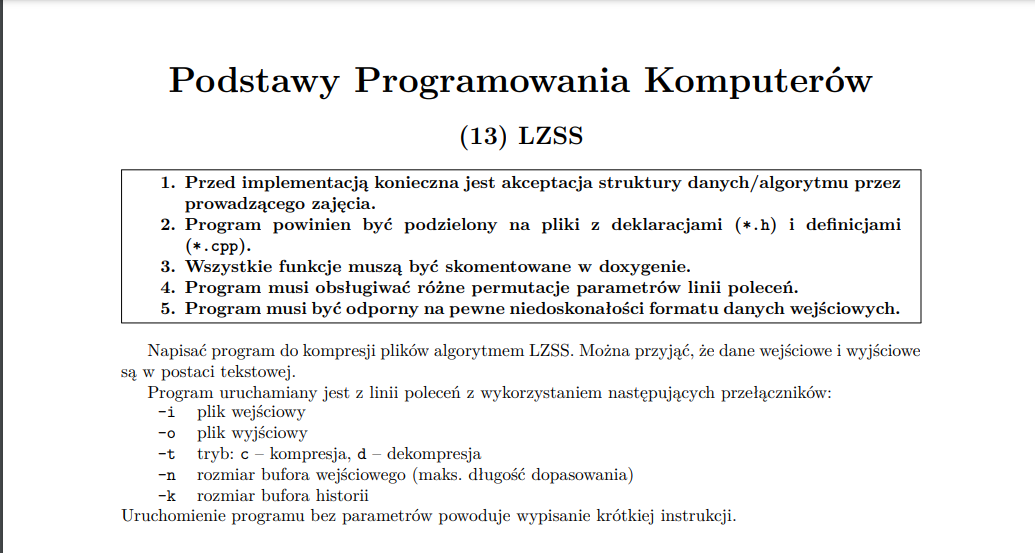 Podstawy Programowania Komputerów
(13) LZSS
1. Przed implementacją konieczna jest akceptacja struktury danych/algorytmu przez
prowadzącego zajęcia.
2. Program powinien być podzielony na pliki z deklaracjami (*.h) i definicjami
(*.cpp).
3. Wszystkie funkcje muszą być skomentowane w doxygenie.
4. Program musi obsługiwać różne permutacje parametrów linii poleceń.
5. Program musi być odporny na pewne niedoskonałości formatu danych wejściowych.
Napisać program do kompresji plików algorytmem LZSS. Można przyjąć, że dane wejściowe i wyjściowe
są w postaci tekstowej.
Program uruchamiany jest z linii poleceń z wykorzystaniem następujących przełączników:
-i plik wejściowy
-o plik wyjściowy
-t tryb: c – kompresja, d – dekompresja
-n rozmiar bufora wejściowego (maks. długość dopasowania)
-k rozmiar bufora historii
Uruchomienie programu bez parametrów powoduje wypisanie krótkiej instrukcji.